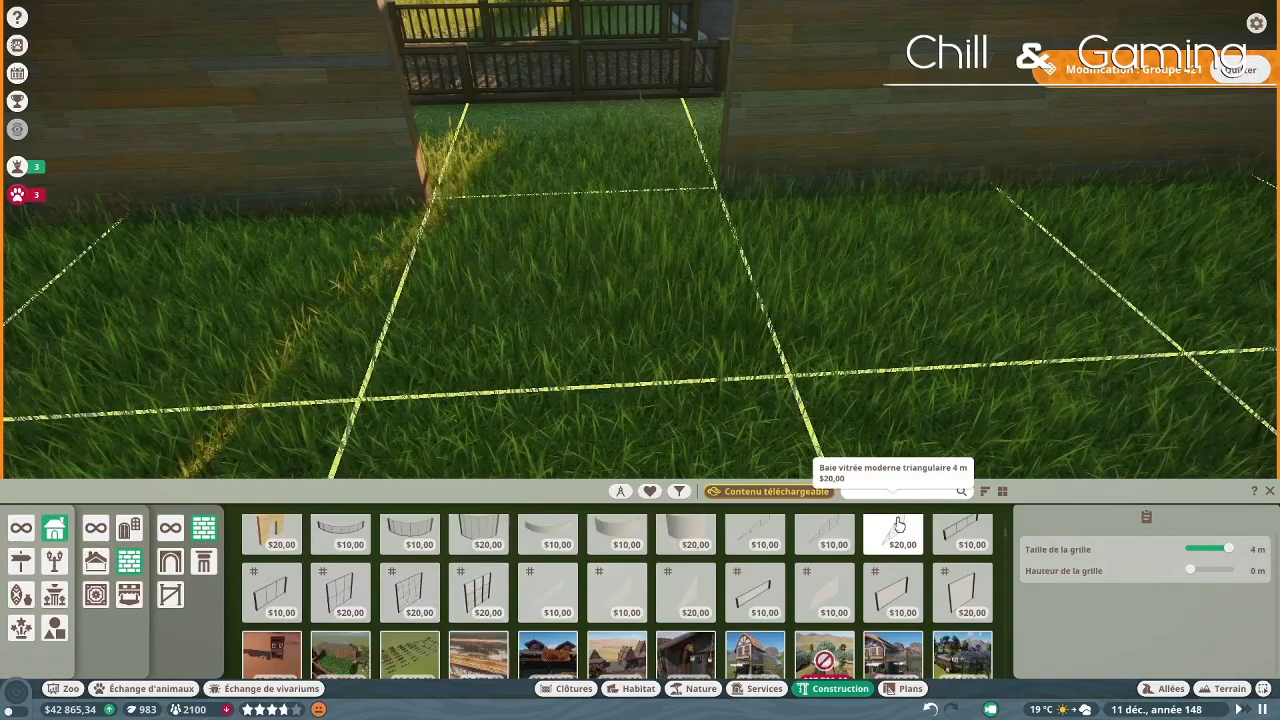 Chill & Gaming
Modification : Groupe 421
Quitter
3
3
Baie vitrée moderne triangulaire 4 m
$20,00
Contenu téléchargeable
$20,00 $10,00 $10,00 $20,00 $10,00 $10,00 $20,00 $10,00 $10,00 $20,00 $10,00
$10,00 $20,00 $20,00 $20,00 $10,00 $10,00 $20,00 $10,00 $20,00 $10,00 $20,00
Taille de la grille 4 m
Hauteur de la grille 0 m
Zoo Échange d'animaux Échange de vivariums Clôtures Habitat Nature Services Construction Plans Allées Terrain
$42 865,34 983 2100 19 °C 11 déc., année 148